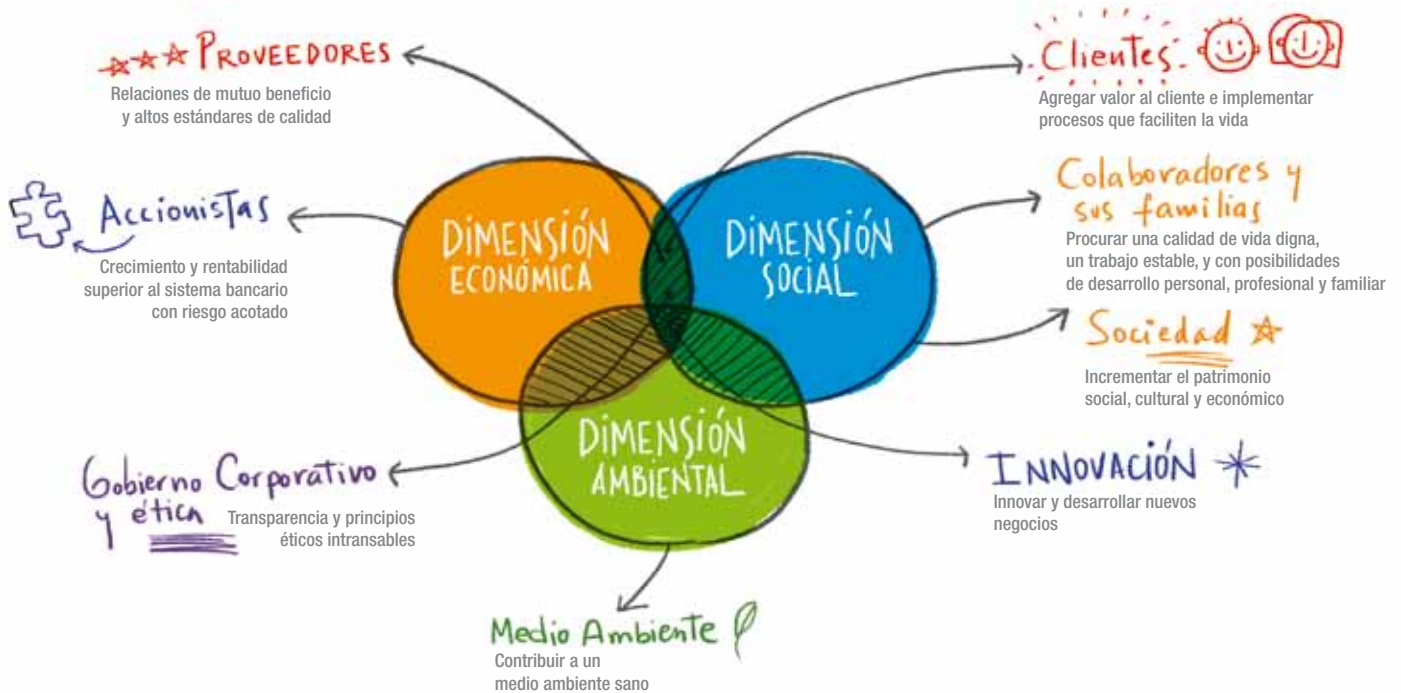 PROVEEDORES
Relaciones de mutuo beneficio
y altos estándares de calidad
Clientes
Agregar valor al cliente e implementar
procesos que faciliten la vida
Accionistas
Crecimiento y rentabilidad
superior al sistema bancario
con riesgo acotado
DIMENSIÓN
ECONÓMICA
DIMENSIÓN
SOCIAL
Colaboradores y
sus familias
Procurar una calidad de vida digna,
un trabajo estable, y con posibilidades
de desarrollo personal, profesional y familiar
Sociedad
Incrementar el patrimonio
social, cultural y económico
DIMENSIÓN
AMBIENTAL
Gobierno Corporativo
y ética
Transparencia y principios
éticos intransables
INNOVACIÓN
Innovar y desarrollar nuevos
negocios
Medio Ambiente
Contribuir a un
medio ambiente sano